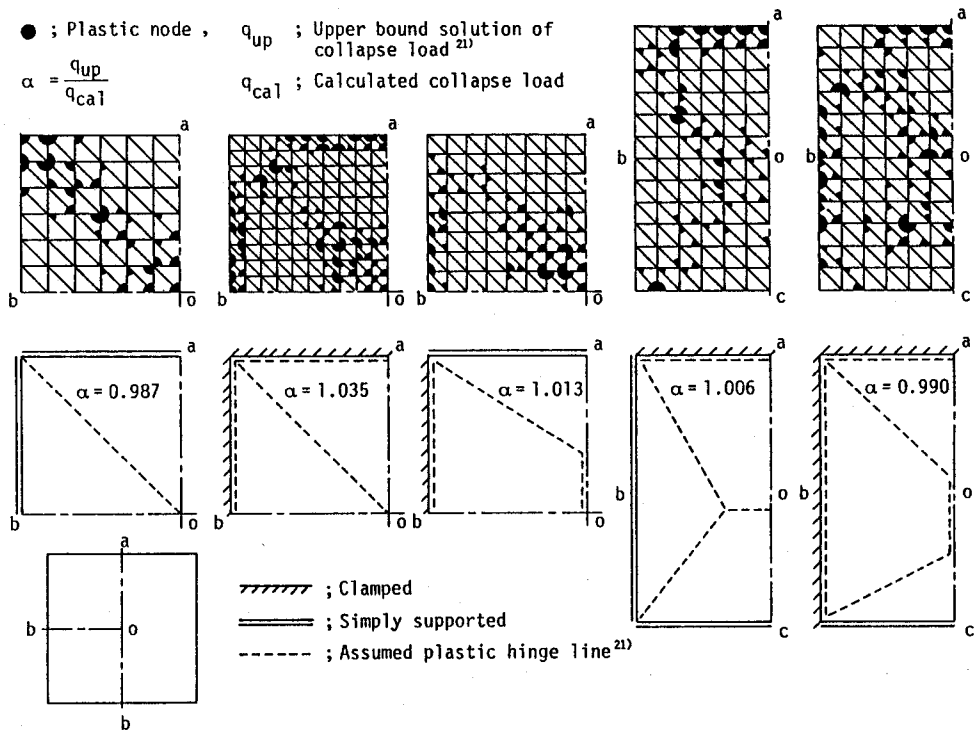 ● ; Plastic node , q_up ; Upper bound solution of collapse load 21)
α = q_up / q_cal q_cal ; Calculated collapse load
a
b
o
a
b
o
a
b
o
a
b
o
c
a
b
o
c
a
α = 0.987
b
o
a
α = 1.035
b
o
a
α = 1.013
b
o
a
α = 1.006
b
o
c
a
α = 0.990
b
o
c
a
b
o
b
; Clamped
; Simply supported
; Assumed plastic hinge line 21)